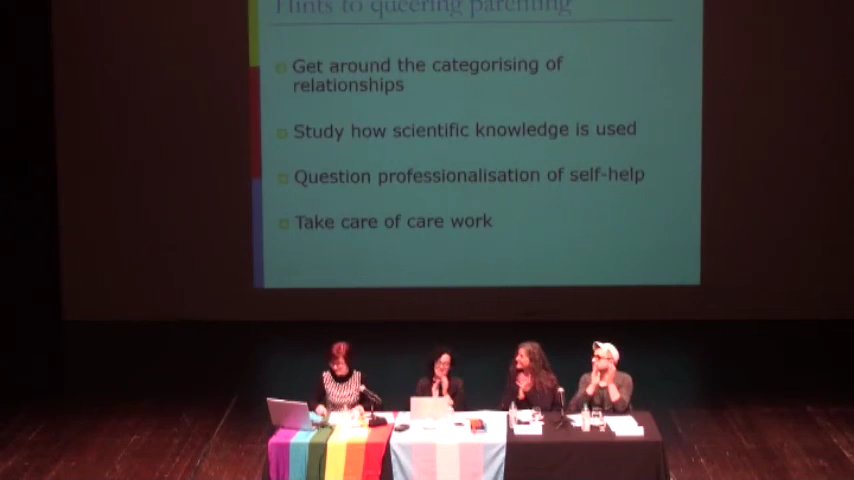 Hints to queering parenting
Get around the categorising of
relationships
Study how scientific knowledge is used
Question professionalisation of self-help
Take care of care work